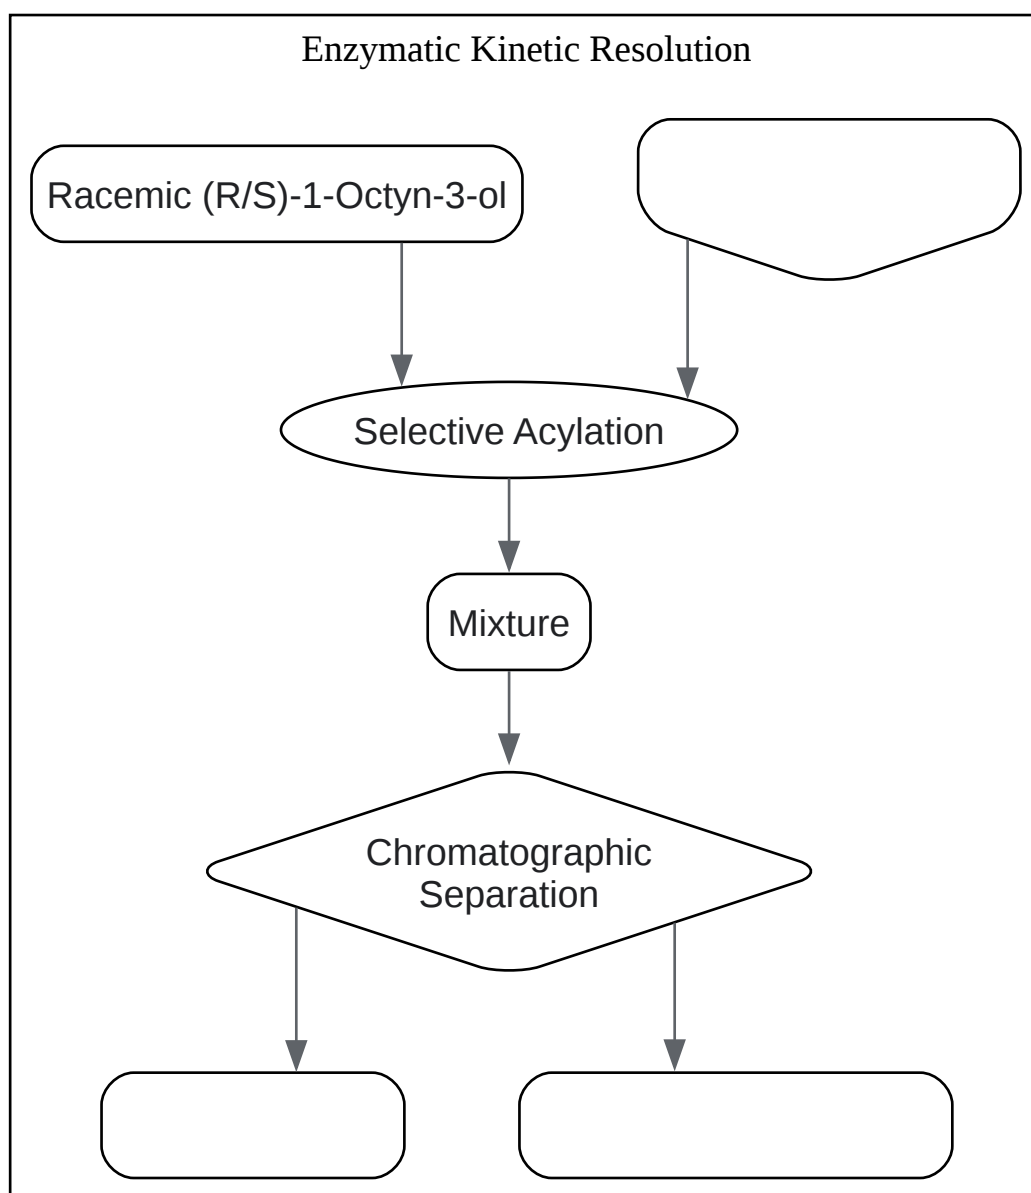 Enzymatic Kinetic Resolution
Racemic (R/S)-1-Octyn-3-ol
Selective Acylation
Mixture
Chromatographic
Separation